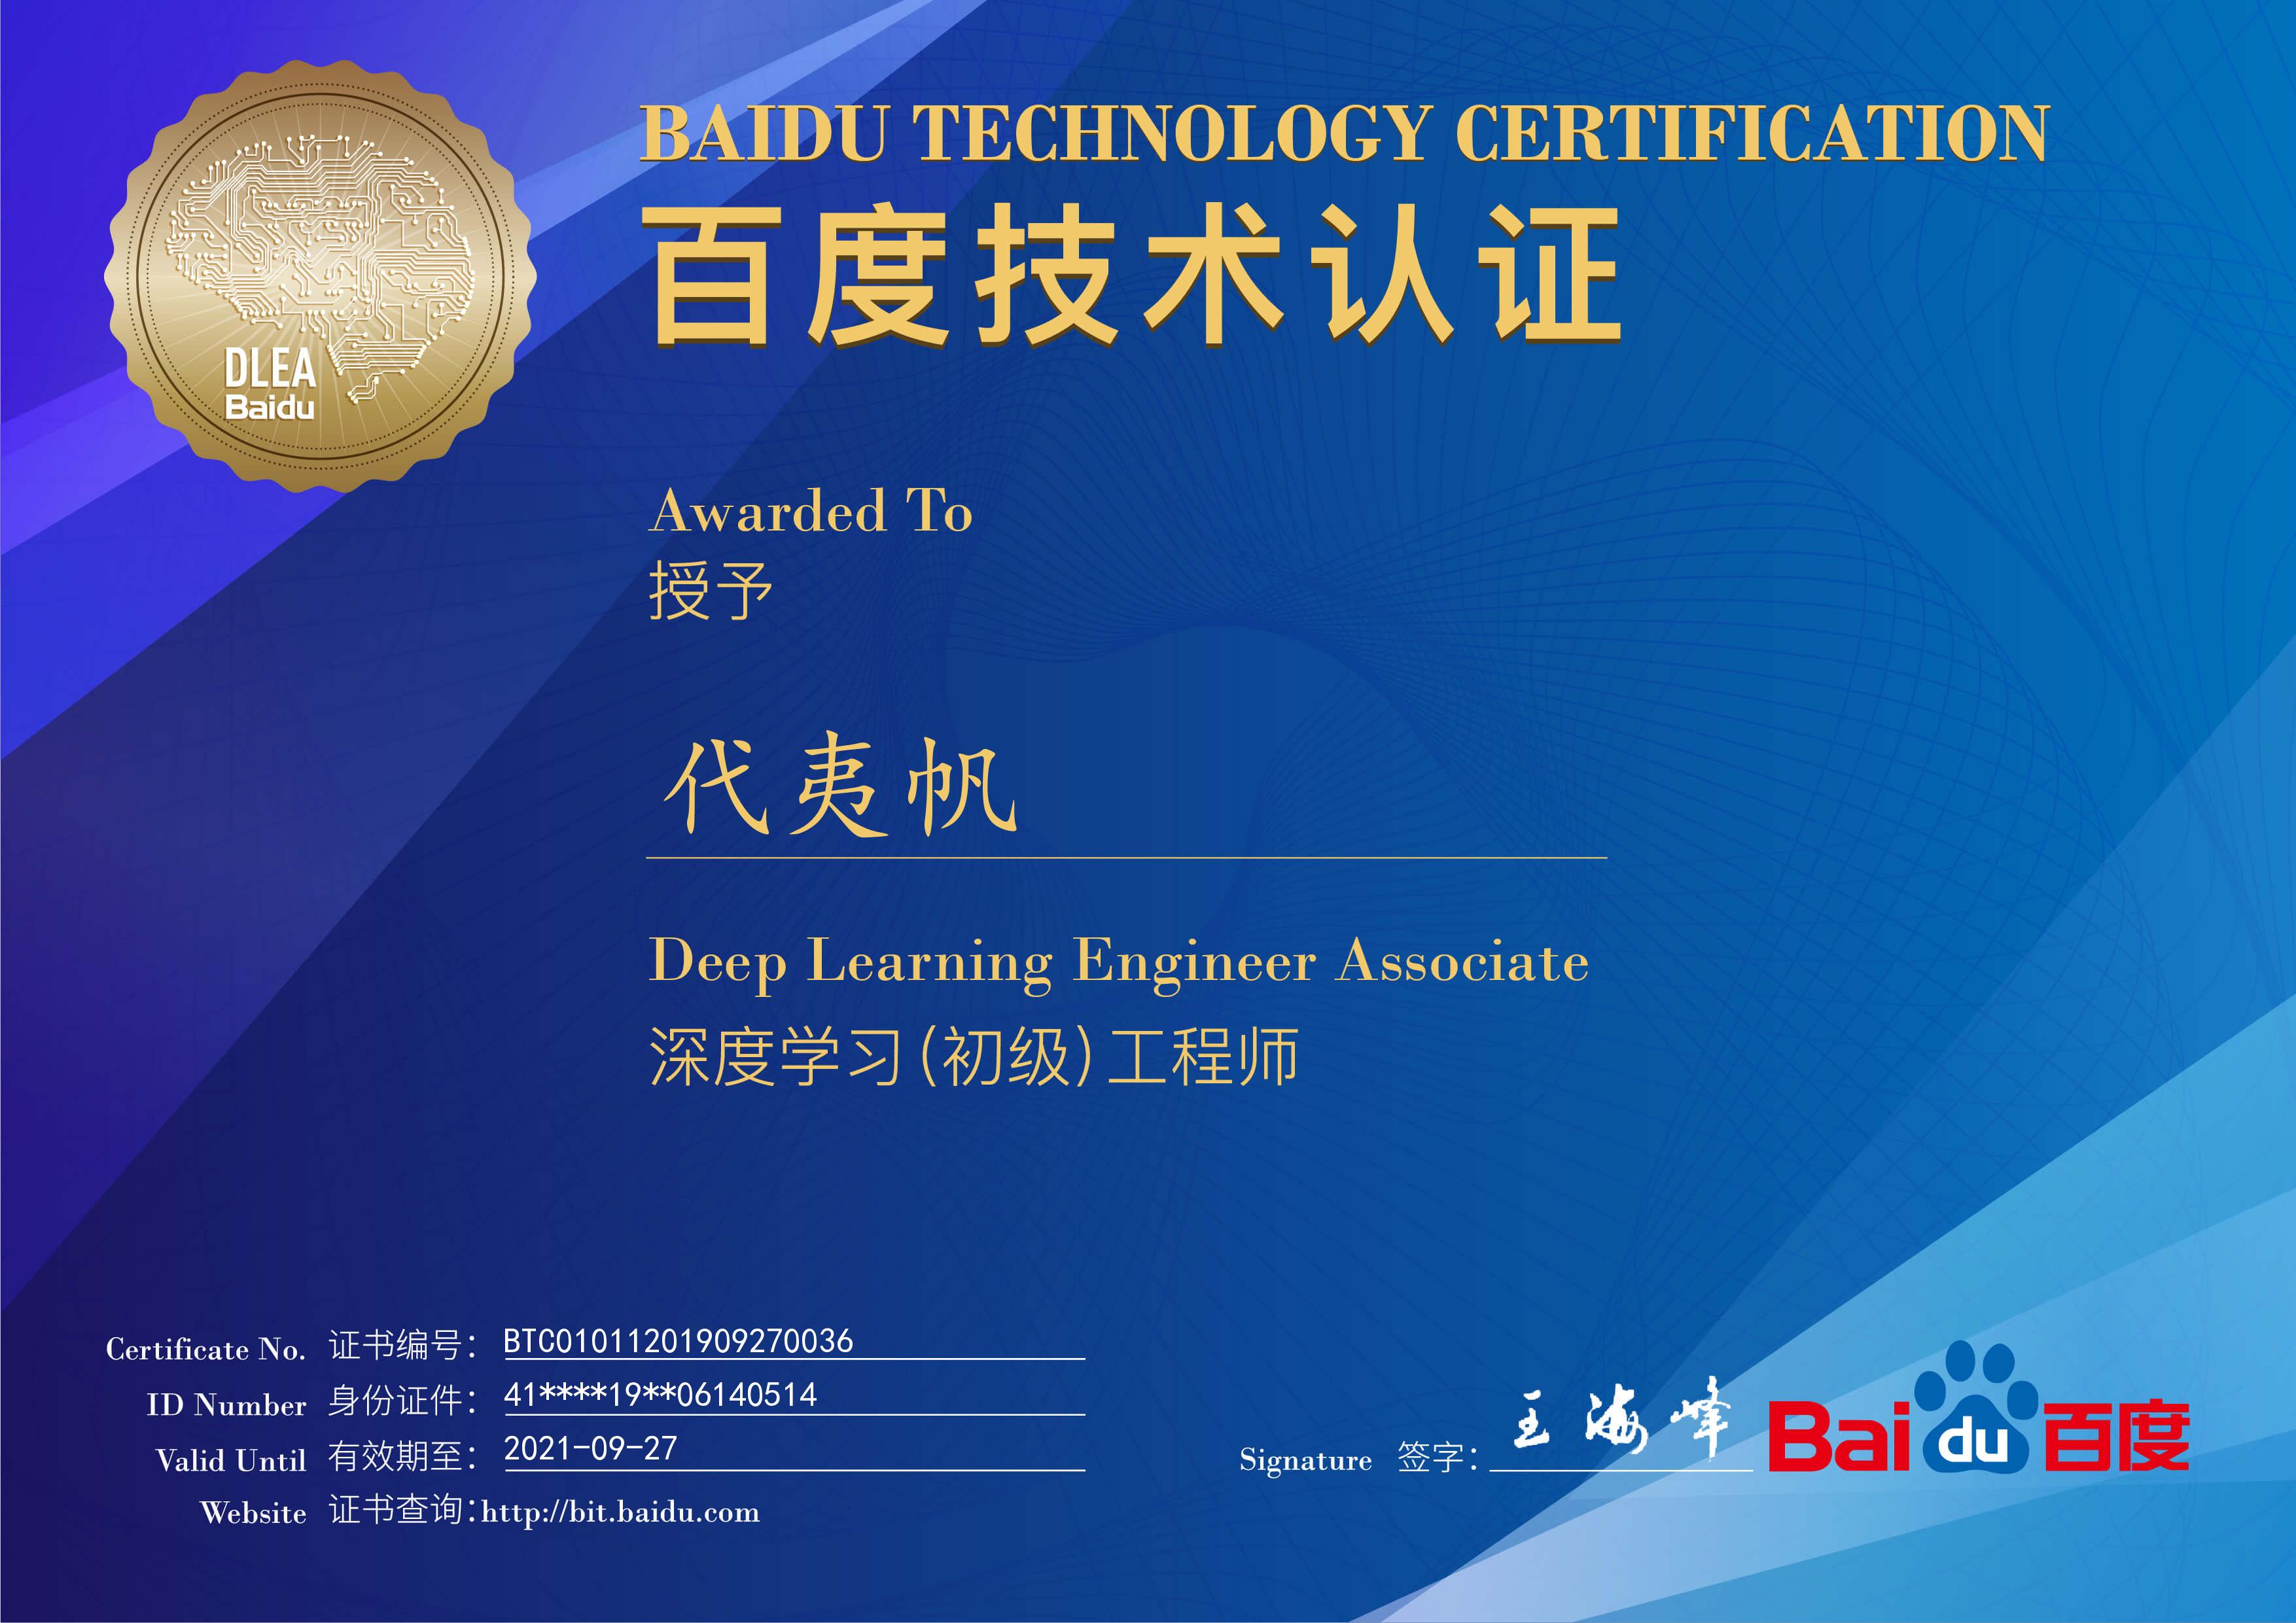 DLEA
Baidu
BAIDU TECHNOLOGY CERTIFICATION
百度技术认证
Awarded To
授予
代夷帆
Deep Learning Engineer Associate
深度学习(初级)工程师
Certificate No. 证书编号: BTC01011201909270036
ID Number 身份证件: 41****19**06140514
Valid Until 有效期至: 2021-09-27
Website 证书查询:http://bit.baidu.com
Signature 签字: 王海峰
Baidu百度